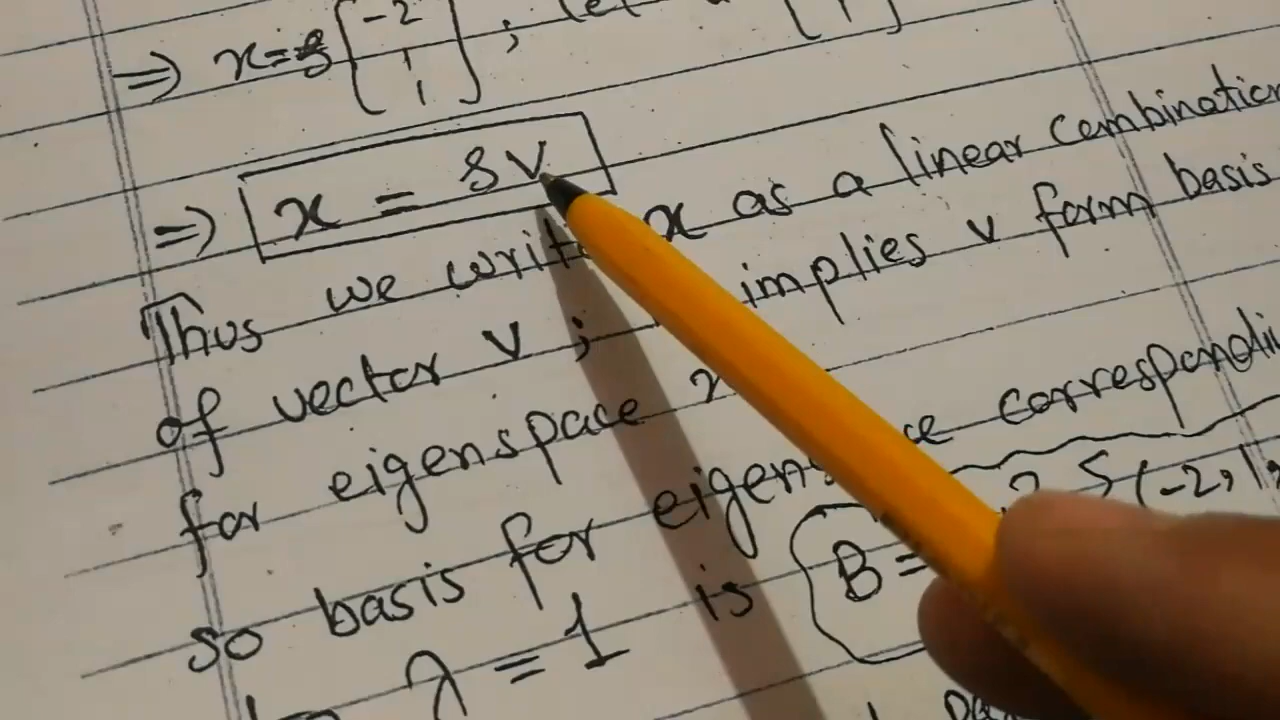 ⇒ x = s [-2 1 1] ; let [1]
⇒ x = sv
Thus we write x as a linear combination
of vector v ; implies v form basis
for eigenspace x
so basis for eigenspace corresponding
λ = 1 is B = {(-2, 1,